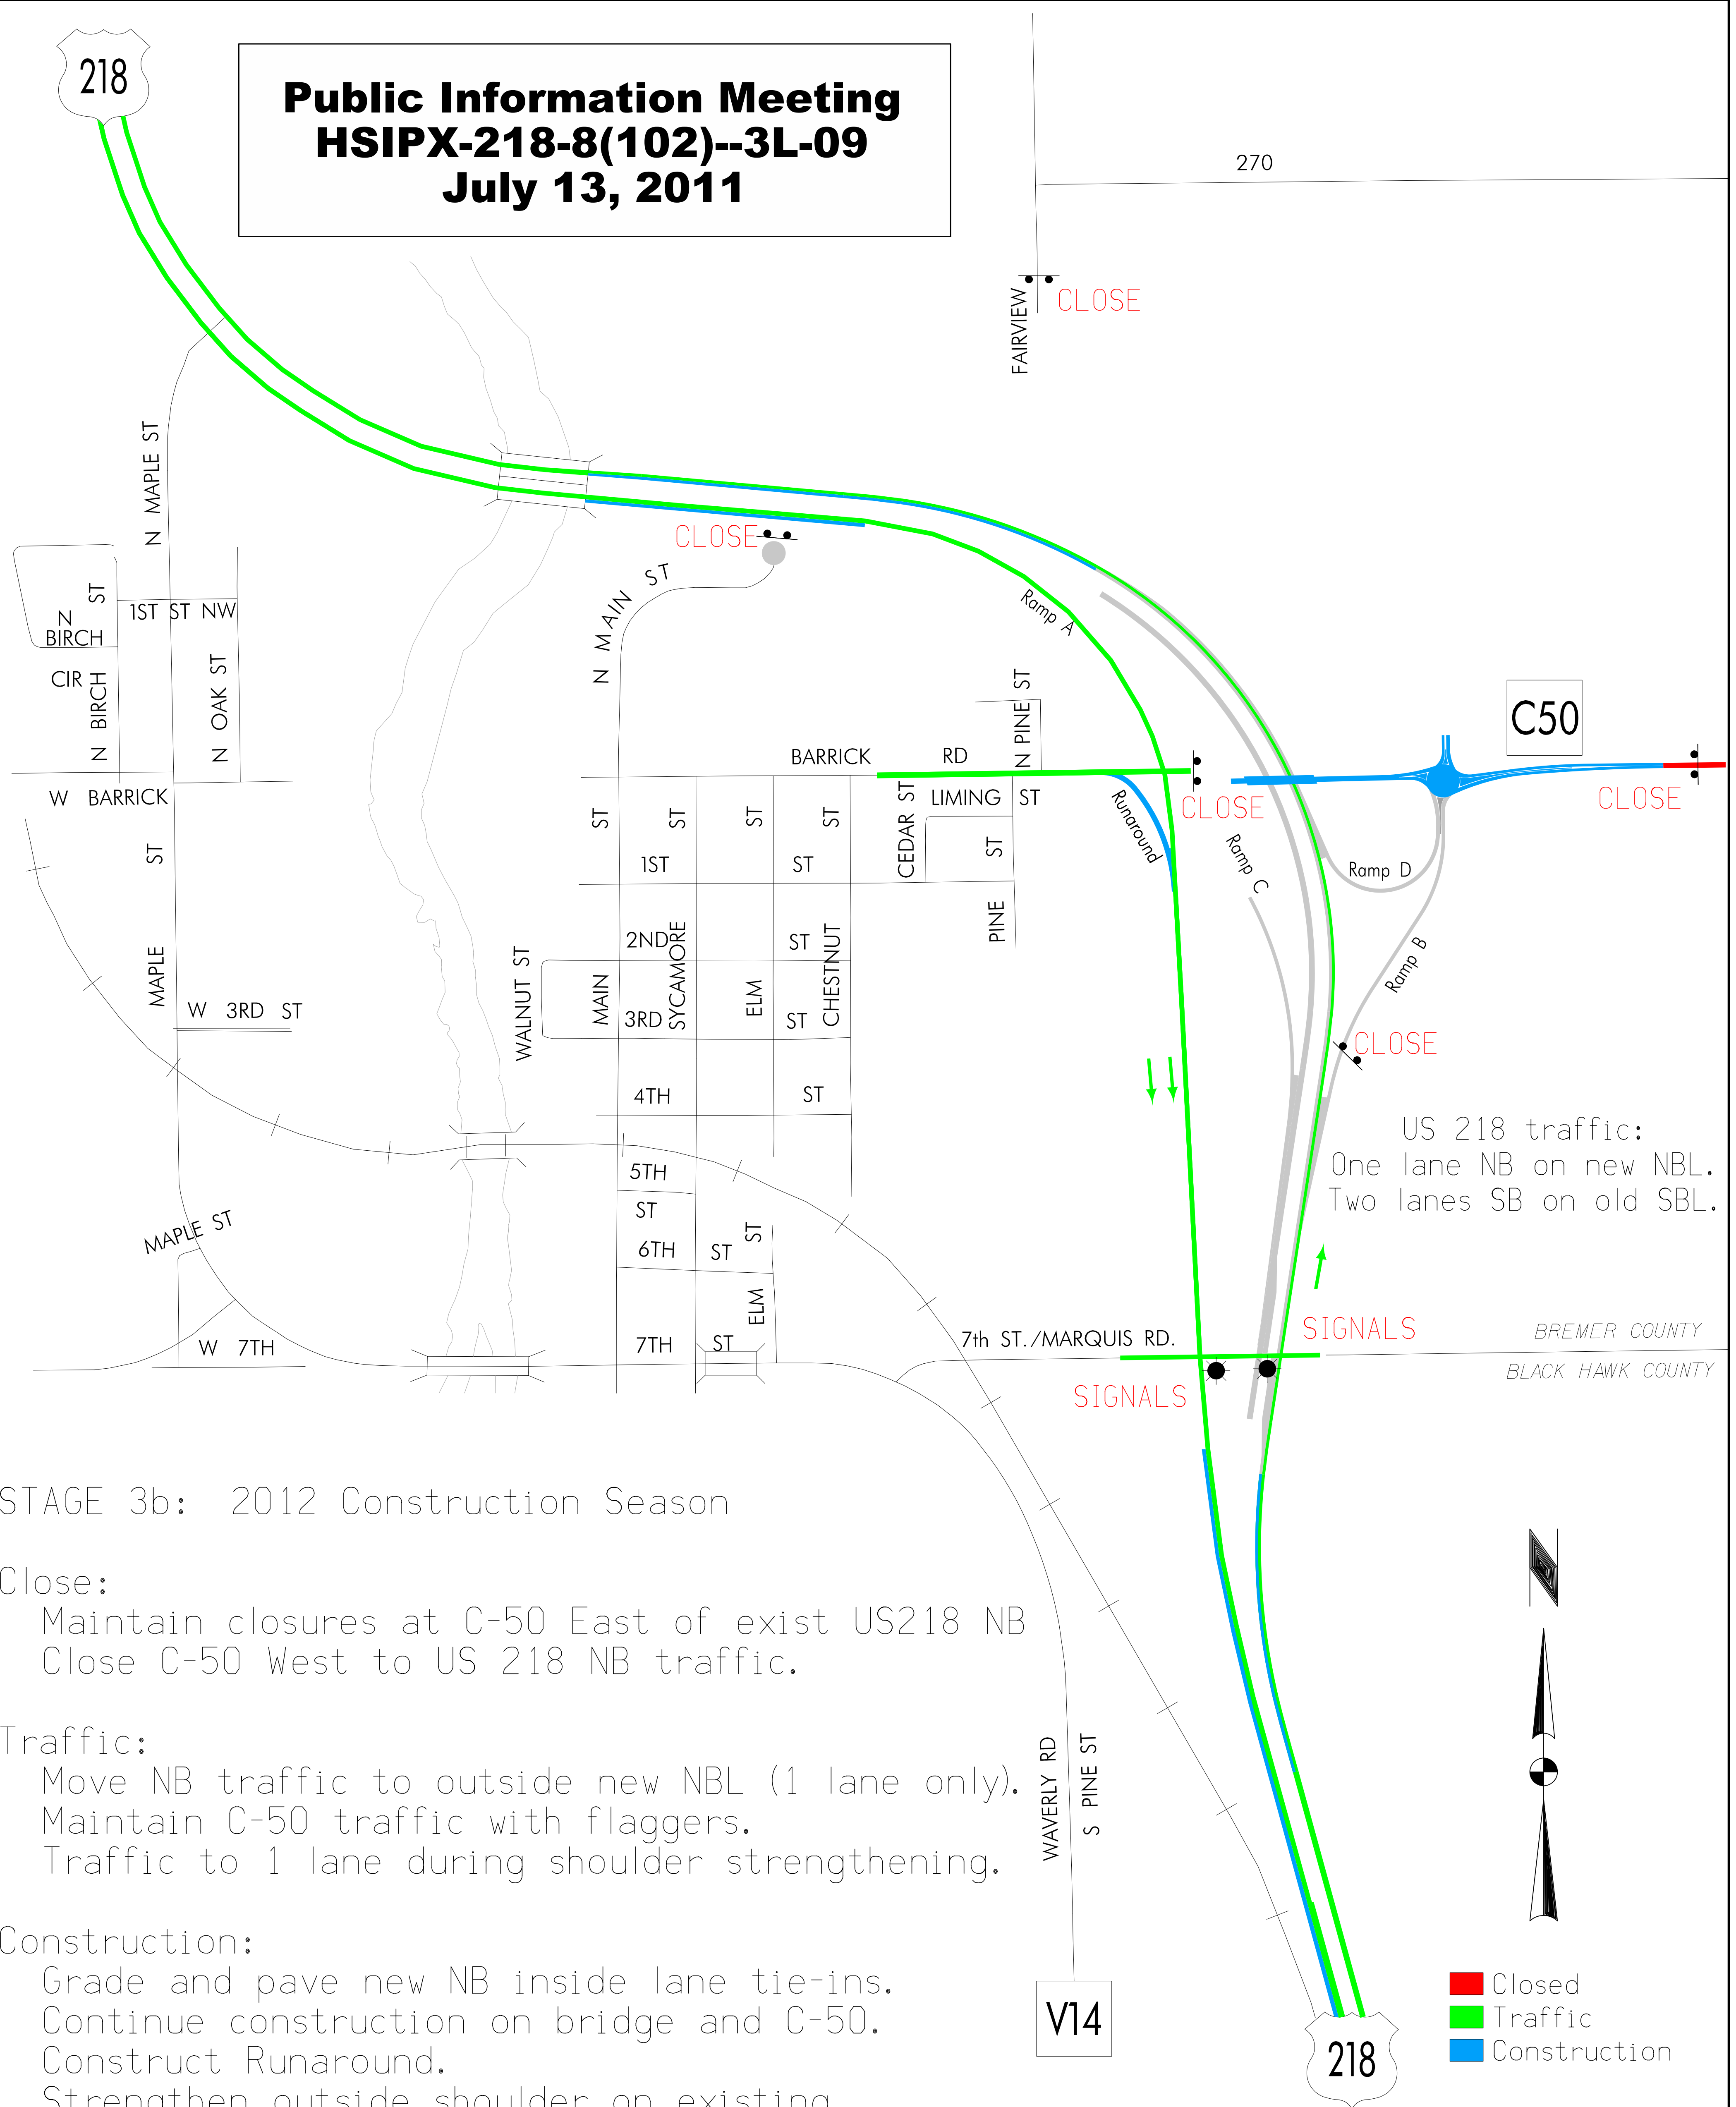 218
Public Information Meeting
HSIPX-218-8(102)--3L-09
July 13, 2011
270
FAIRVIEW
CLOSE
N MAPLE ST
CLOSE
N MAIN ST
Ramp A
N BIRCH CIR
N BIRCH ST
1ST ST NW
N OAK ST
N PINE ST
C50
BARRICK RD
W BARRICK
LIMING ST
CEDAR ST
Runaround
CLOSE
CLOSE
MAPLE ST
MAIN ST
SYCAMORE ST
ELM ST
CHESTNUT ST
1ST ST
PINE ST
Ramp C
Ramp D
Ramp B
2ND ST
WALNUT ST
W 3RD ST
3RD ST
CLOSE
4TH ST
US 218 traffic:
One lane NB on new NBL.
Two lanes SB on old SBL.
5TH ST
MAPLE ST
6TH ST
ELM ST
W 7TH
7TH ST
7th ST./MARQUIS RD.
SIGNALS
SIGNALS
BREMER COUNTY
BLACK HAWK COUNTY
STAGE 3b: 2012 Construction Season
Close:
Maintain closures at C-50 East of exist US218 NB
Close C-50 West to US 218 NB traffic.
Traffic:
Move NB traffic to outside new NBL (1 lane only).
Maintain C-50 traffic with flaggers.
Traffic to 1 lane during shoulder strengthening.
Construction:
Grade and pave new NB inside lane tie-ins.
Continue construction on bridge and C-50.
Construct Runaround.
Strengthen outside shoulder on existing
WAVERLY RD
S PINE ST
V14
N
218
Closed
Traffic
Construction